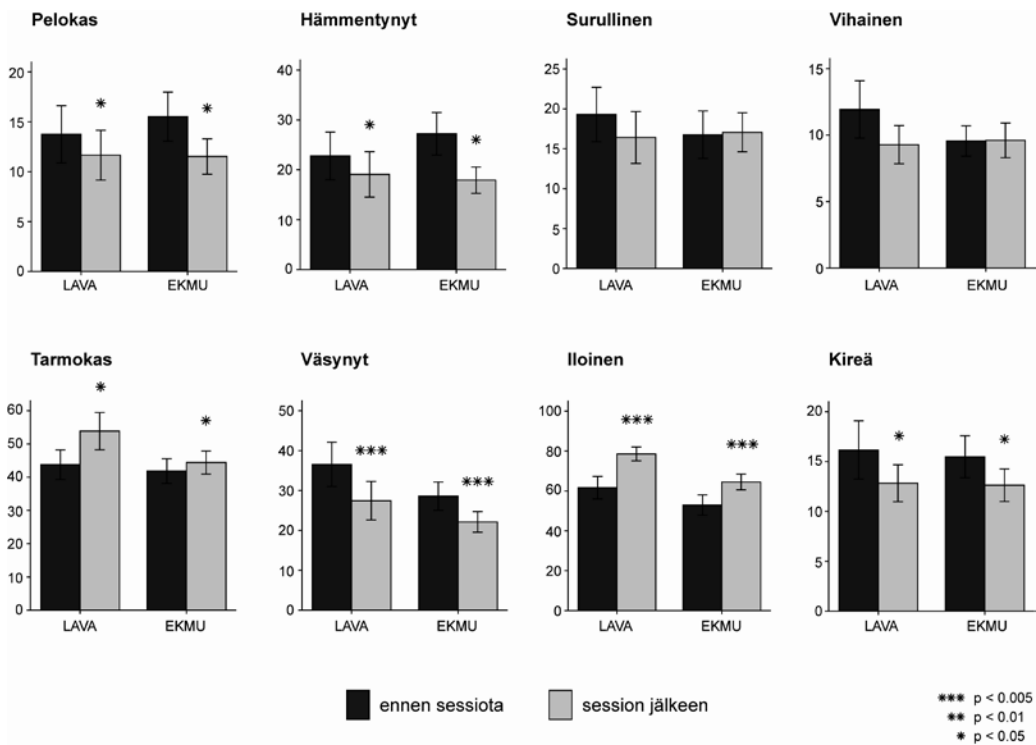 Pelokas
20
15
10
5
0
LAVA
EKMU
Hämmentynyt
40
30
20
10
0
LAVA
EKMU
Surullinen
25
20
15
10
5
0
LAVA
EKMU
Vihainen
15
10
5
0
LAVA
EKMU
Tarmokas
60
50
40
30
20
10
0
LAVA
EKMU
Väsynyt
50
40
30
20
10
0
LAVA
EKMU
Iloinen
100
80
60
40
20
0
LAVA
EKMU
Kireä
20
15
10
5
0
LAVA
EKMU
ennen sessiota
session jälkeen
*** p < 0.005
** p < 0.01
* p < 0.05